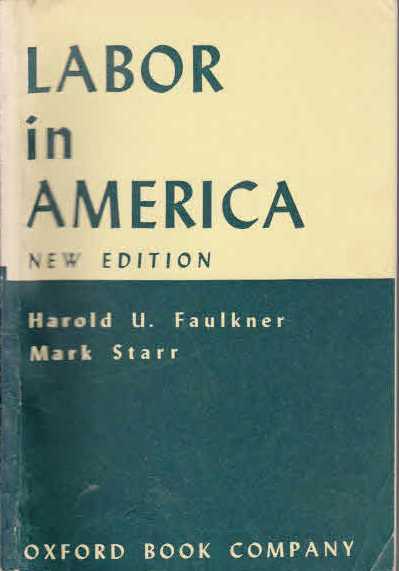 LABOR
in
AMERICA
NEW EDITION
Harold U. Faulkner
Mark Starr
OXFORD BOOK COMPANY